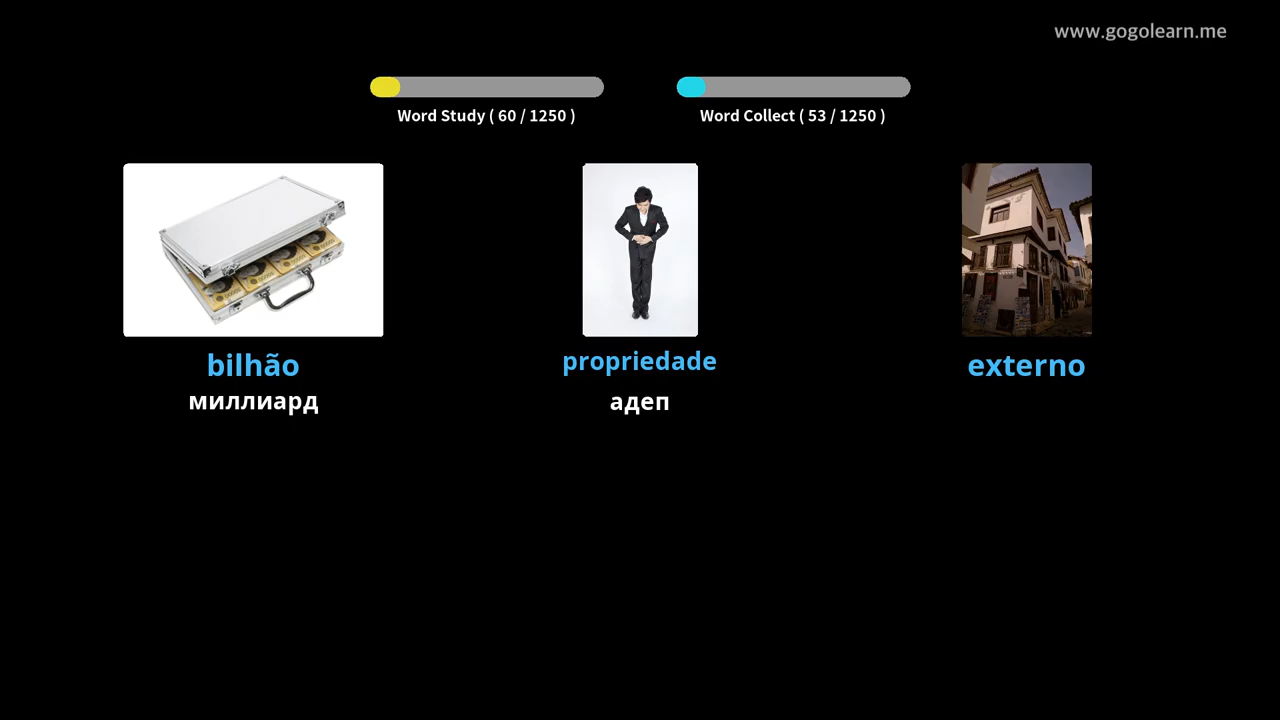 www.gogolearn.me
Word Study ( 60 / 1250 )
Word Collect ( 53 / 1250 )
bilhão
propriedade
externo
миллиард
адеп